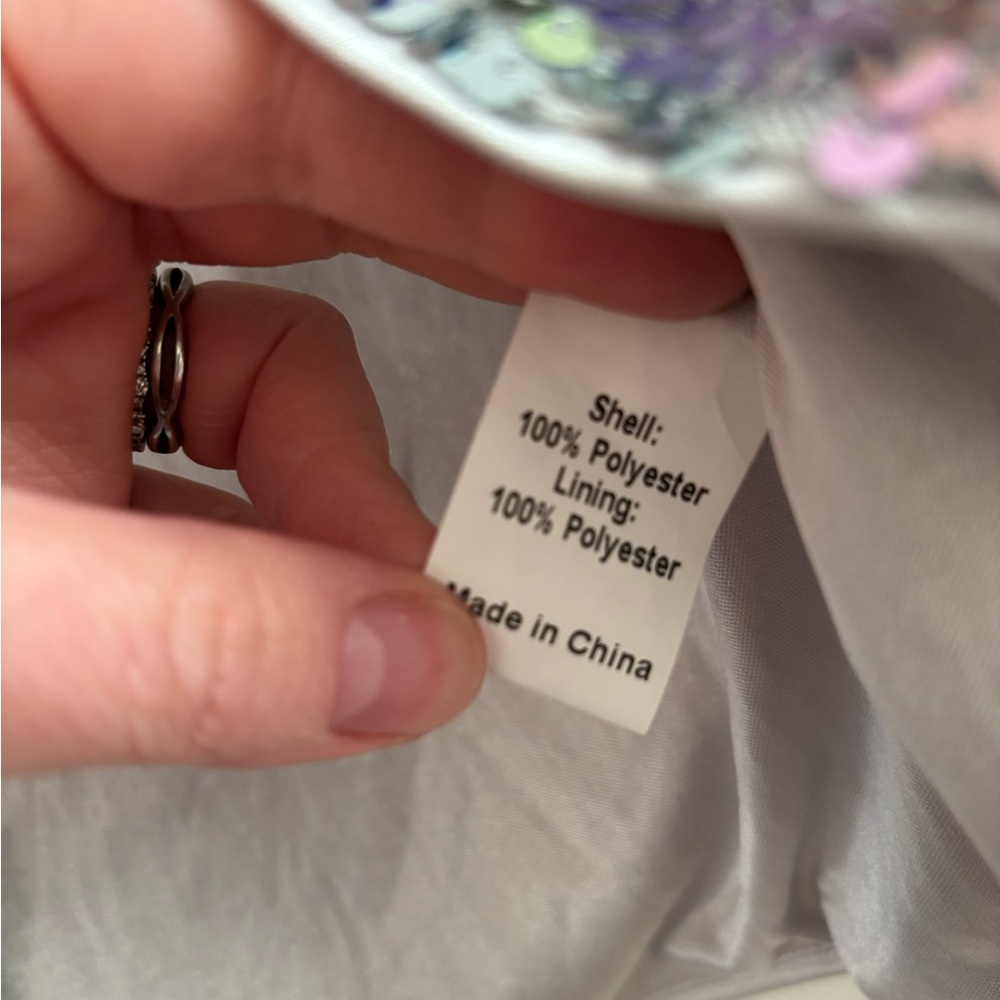 Shell:
100% Polyester
Lining:
100% Polyester
Made in China